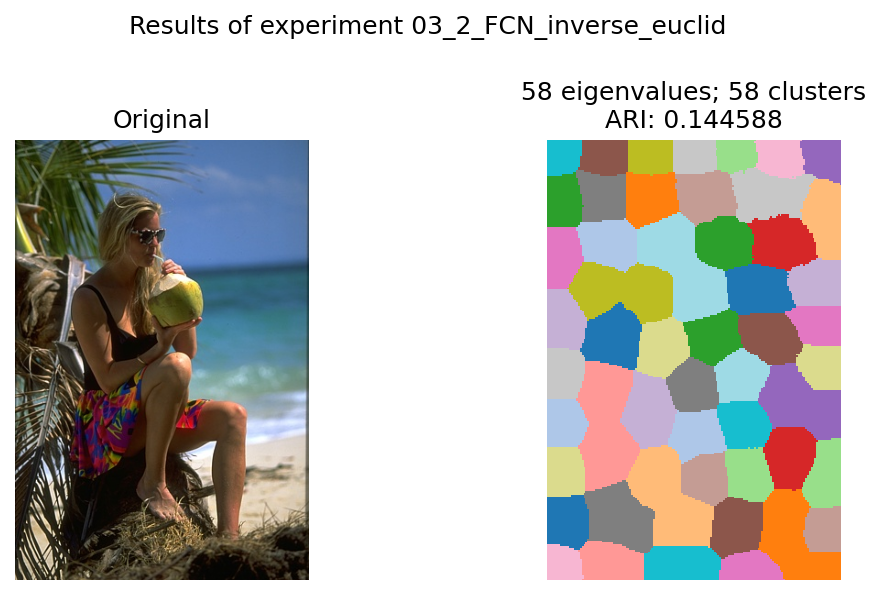 Results of experiment 03_2_FCN_inverse_euclid
Original
58 eigenvalues; 58 clusters
ARI: 0.144588